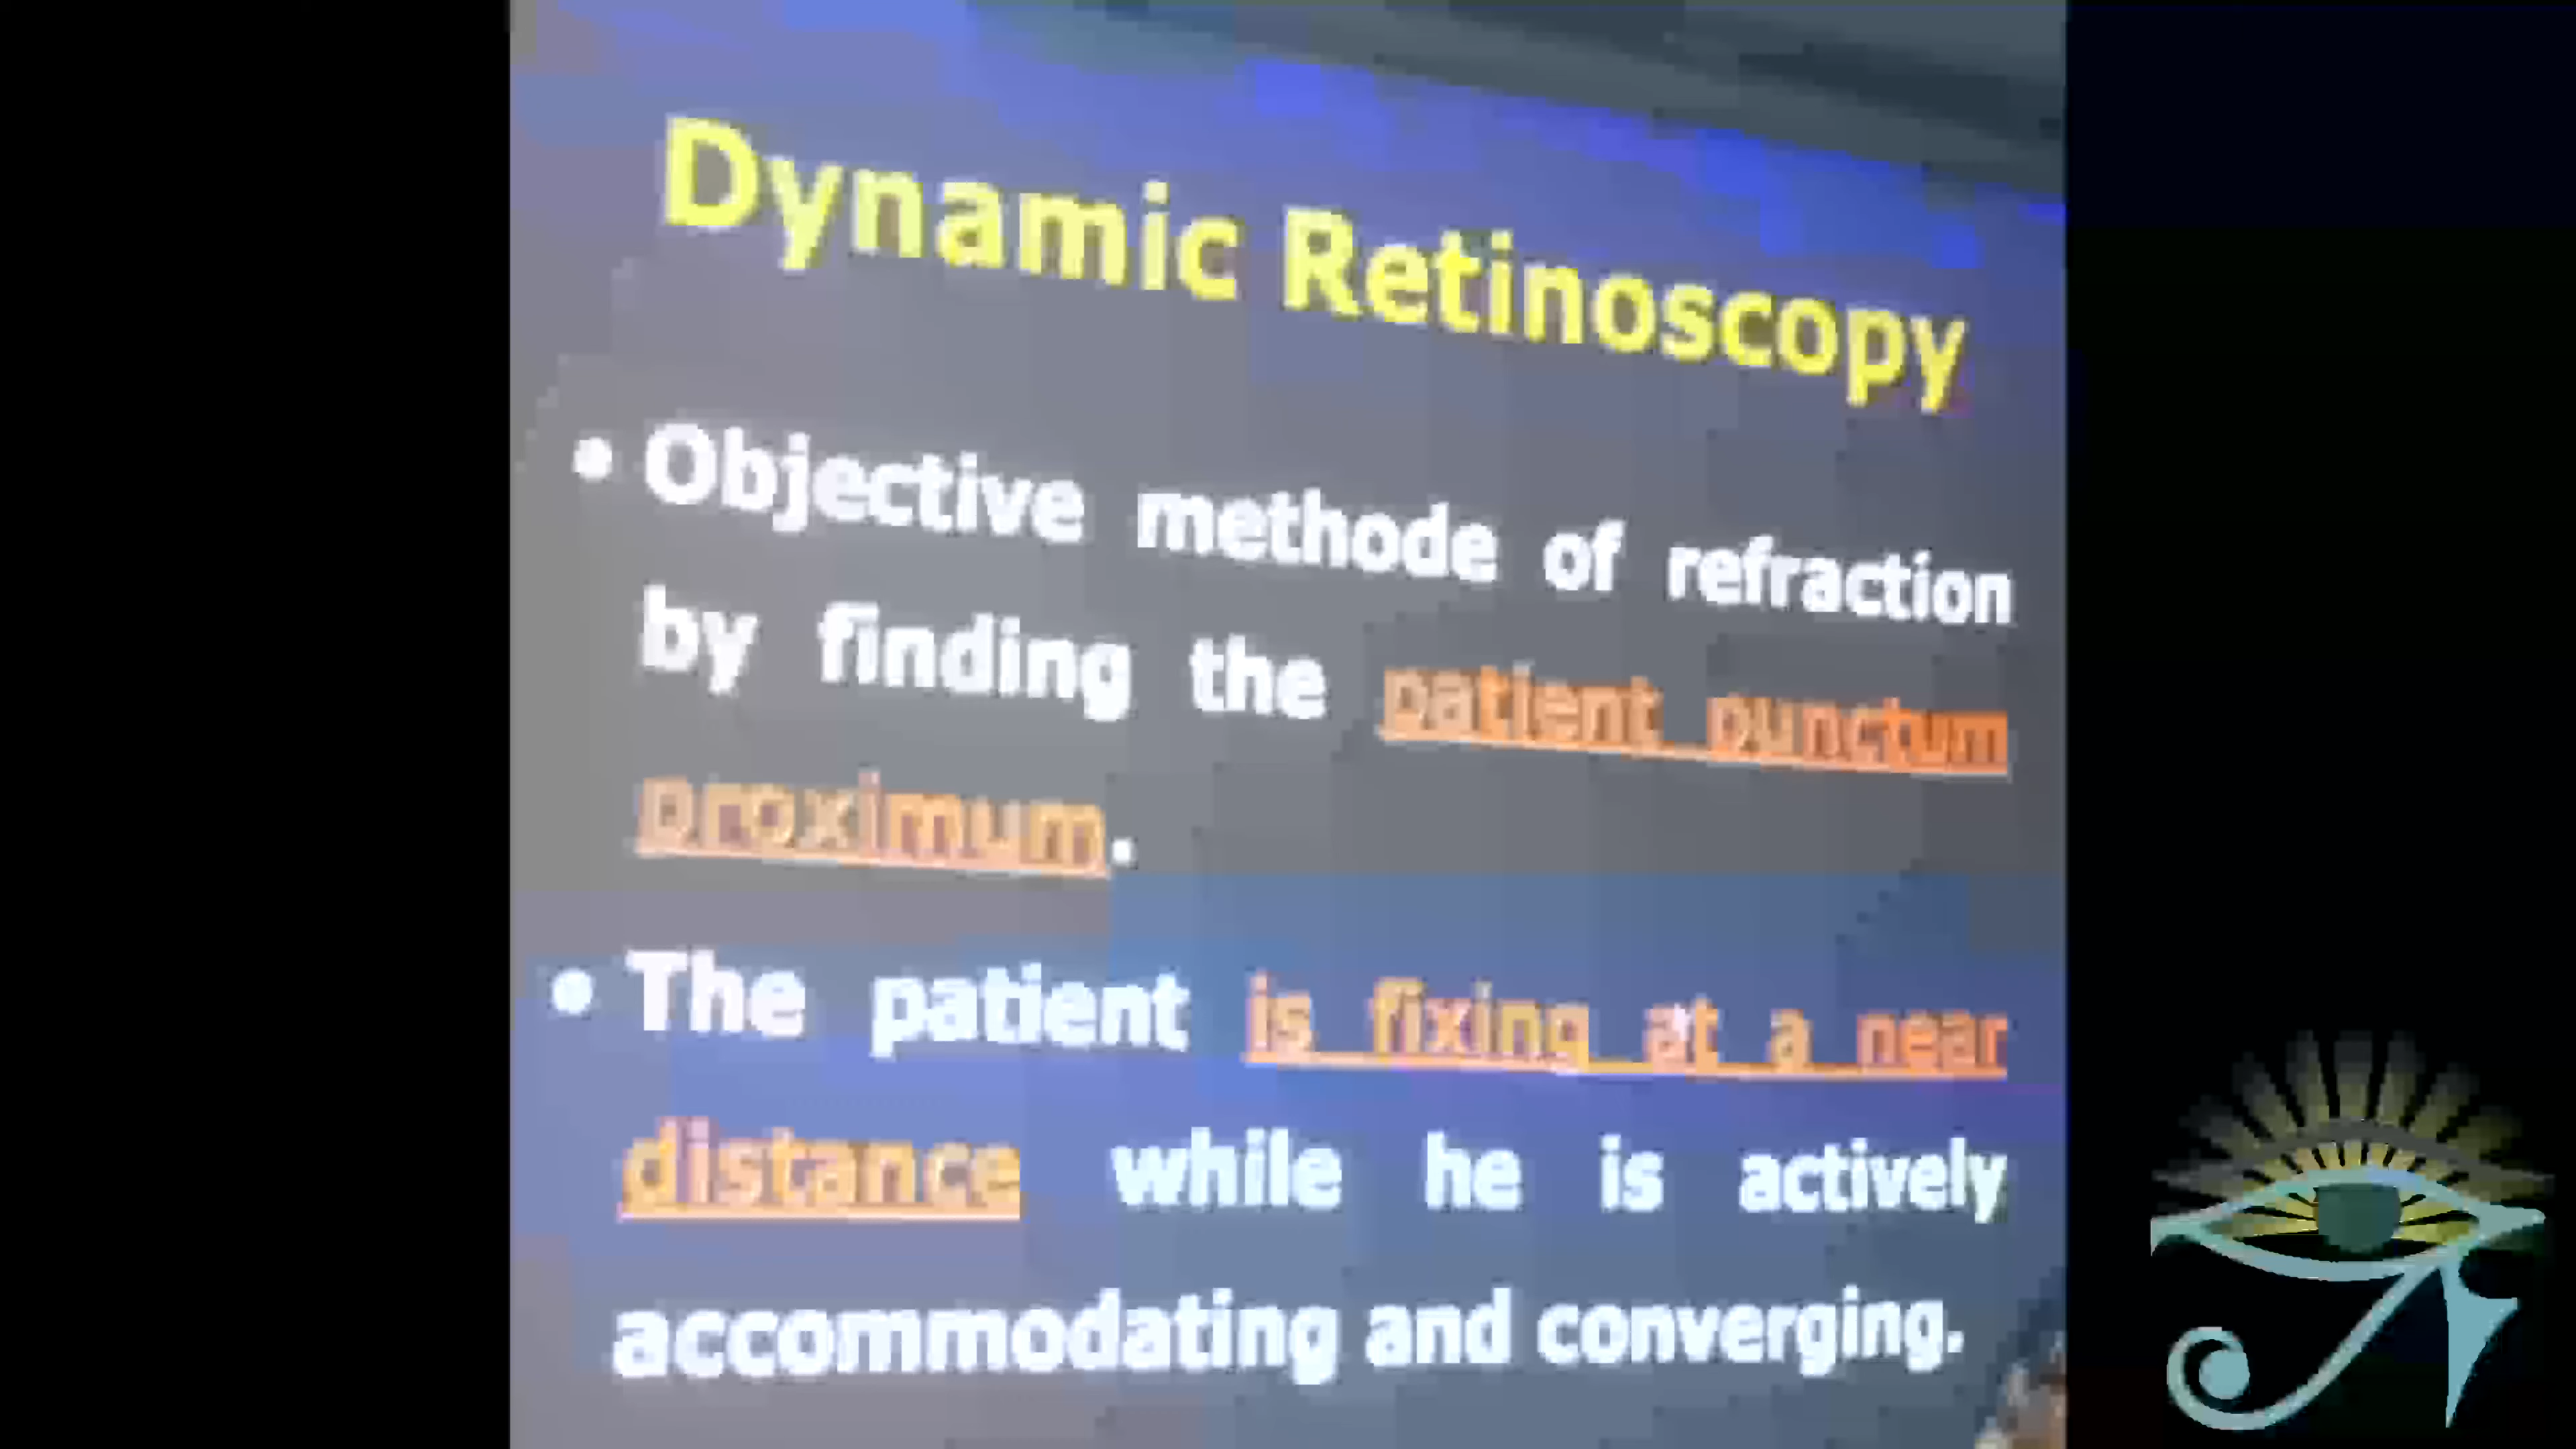 Dynamic Retinoscopy
• Objective methode of refraction
by finding the patient punctum
proximum.
• The patient is fixing at a near
distance while he is actively
accommodating and converging.